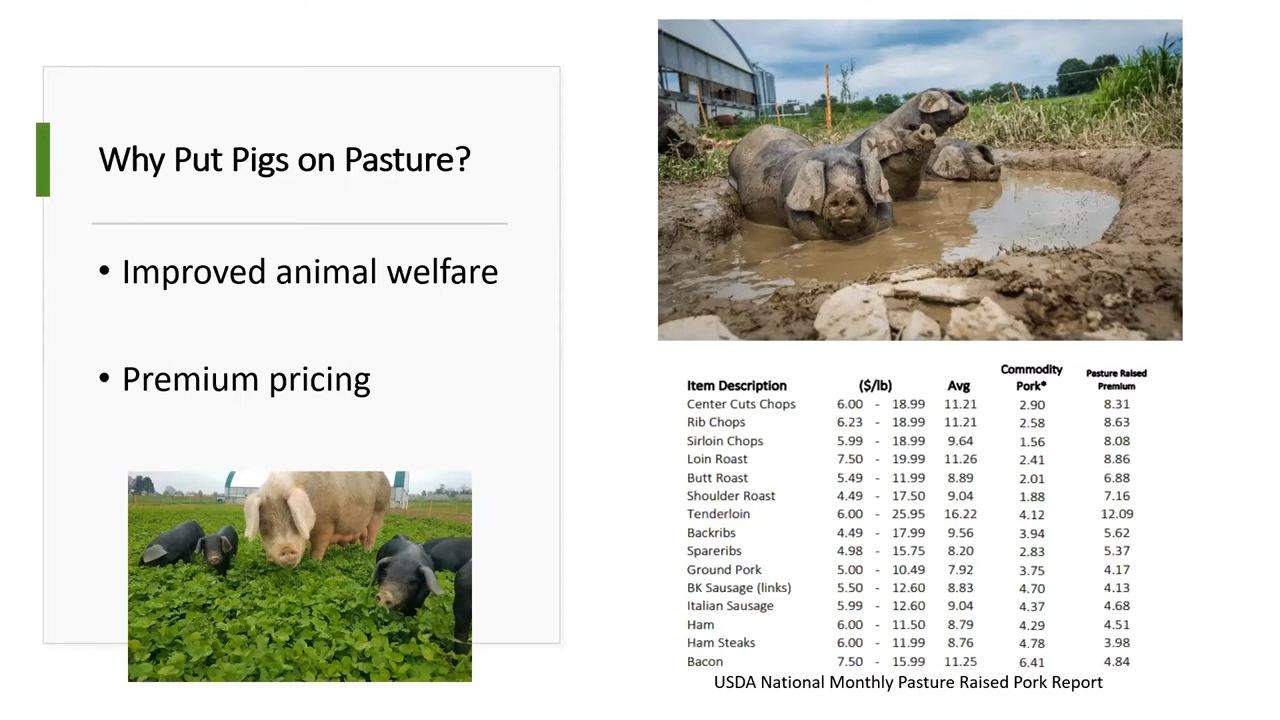 Why Put Pigs on Pasture?
• Improved animal welfare
• Premium pricing
Item Description ($/lb) Avg Commodity Pork* Pasture Raised Premium
Center Cuts Chops 6.00 - 18.99 11.21 2.90 8.31
Rib Chops 6.23 - 18.99 11.21 2.58 8.63
Sirloin Chops 5.99 - 18.99 9.64 1.56 8.08
Loin Roast 7.50 - 19.99 11.26 2.41 8.86
Butt Roast 5.49 - 11.99 8.89 2.01 6.88
Shoulder Roast 4.49 - 17.50 9.04 1.88 7.16
Tenderloin 6.00 - 25.95 16.22 4.12 12.09
Backribs 4.49 - 17.99 9.56 3.94 5.62
Spareribs 4.98 - 15.75 8.20 2.83 5.37
Ground Pork 5.00 - 10.49 7.92 3.75 4.17
BK Sausage (links) 5.50 - 12.60 8.83 4.70 4.13
Italian Sausage 5.99 - 12.60 9.04 4.37 4.68
Ham 6.00 - 11.50 8.79 4.29 4.51
Ham Steaks 6.00 - 11.99 8.76 4.78 3.98
Bacon 7.50 - 15.99 11.25 6.41 4.84
USDA National Monthly Pasture Raised Pork Report